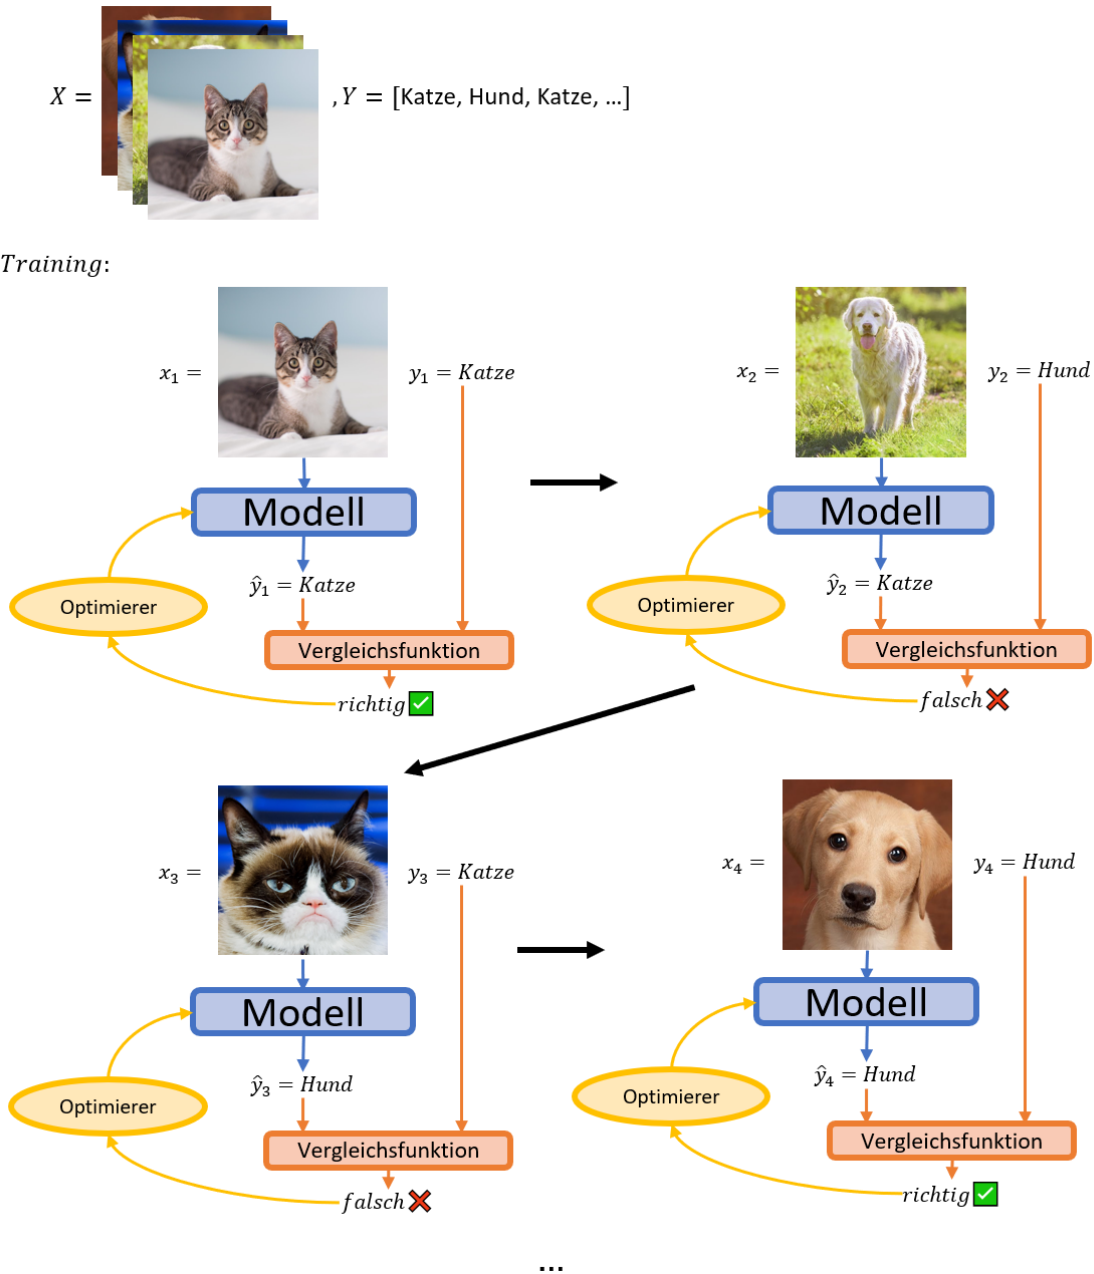 X = , Y = [Katze, Hund, Katze, ...]
Training:
x₁ = y₁ = Katze
Modell
ŷ₁ = Katze
Optimierer
Vergleichsfunktion
richtig ✅
x₂ = y₂ = Hund
Modell
ŷ₂ = Katze
Optimierer
Vergleichsfunktion
falsch ❌
x₃ = y₃ = Katze
Modell
ŷ₃ = Hund
Optimierer
Vergleichsfunktion
falsch ❌
x₄ = y₄ = Hund
Modell
ŷ₄ = Hund
Optimierer
Vergleichsfunktion
richtig ✅
...